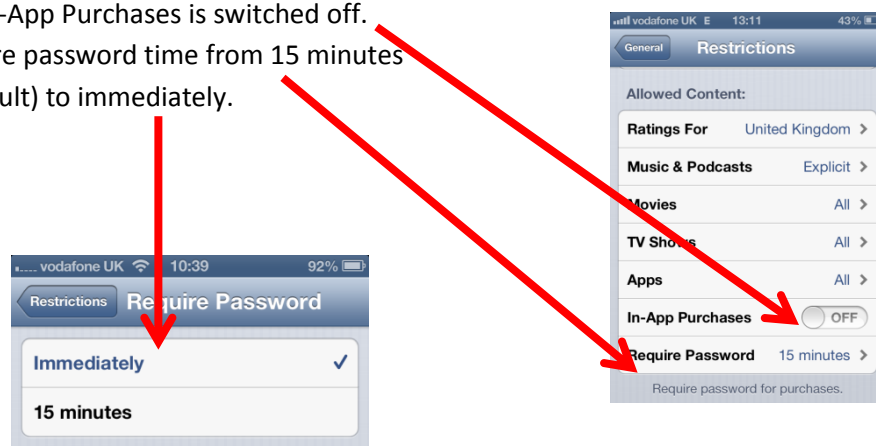 -App Purchases is switched off.
re password time from 15 minutes
ult) to immediately.
vodafone UK 10:39 92%
Restrictions Require Password
Immediately ✓
15 minutes
vodafone UK E 13:11 43%
General Restrictions
Allowed Content:
Ratings For United Kingdom >
Music & Podcasts Explicit >
Movies All >
TV Shows All >
Apps All >
In-App Purchases OFF
Require Password 15 minutes >
Require password for purchases.